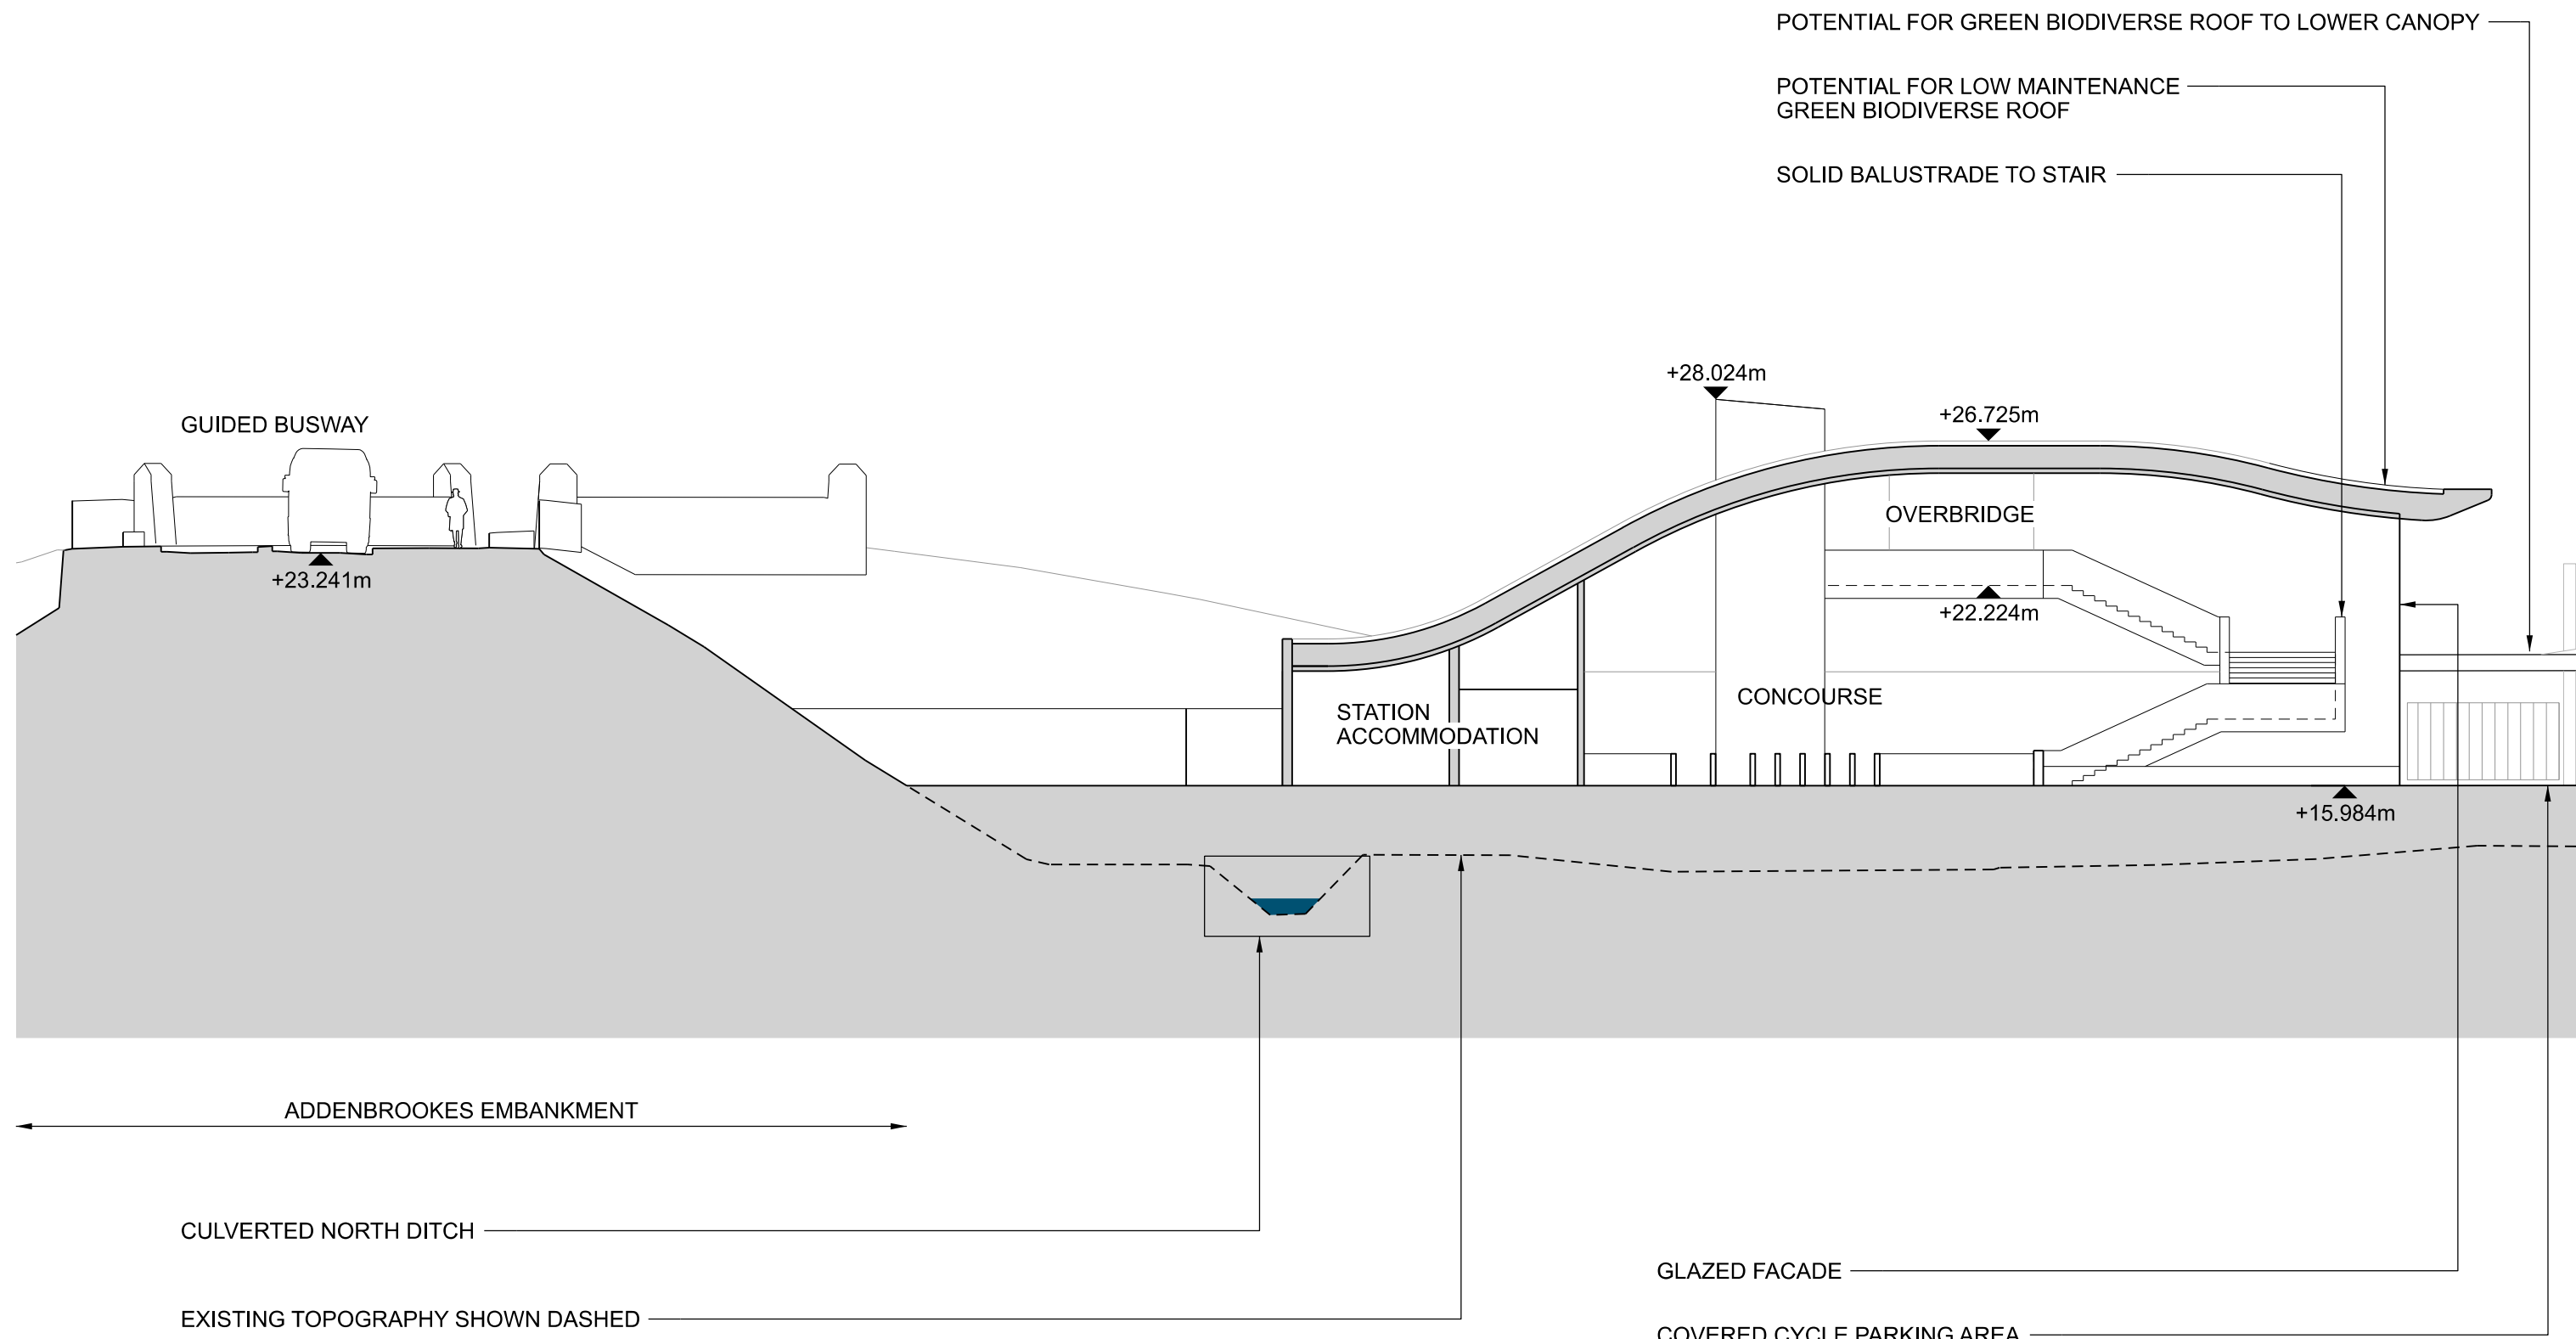 POTENTIAL FOR GREEN BIODIVERSE ROOF TO LOWER CANOPY
POTENTIAL FOR LOW MAINTENANCE
GREEN BIODIVERSE ROOF
SOLID BALUSTRADE TO STAIR
+28.024m
+26.725m
GUIDED BUSWAY
OVERBRIDGE
+23.241m
+22.224m
CONCOURSE
STATION
ACCOMMODATION
+15.984m
ADDENBROOKES EMBANKMENT
CULVERTED NORTH DITCH
GLAZED FACADE
EXISTING TOPOGRAPHY SHOWN DASHED
COVERED CYCLE PARKING AREA